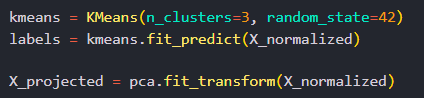 kmeans = KMeans(n_clusters=3, random_state=42)
labels = kmeans.fit_predict(X_normalized)
X_projected = pca.fit_transform(X_normalized)